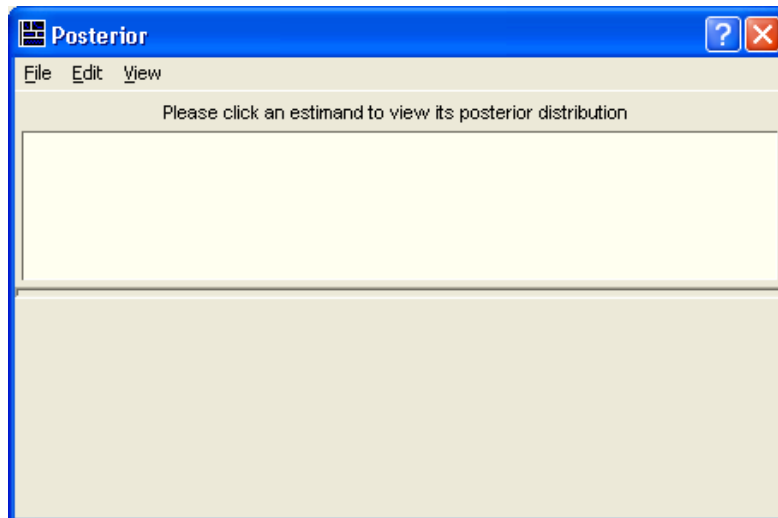 Posterior
File Edit View
Please click an estimand to view its posterior distribution